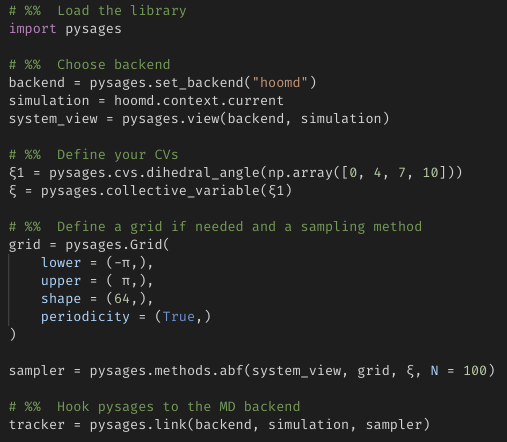 # %%  Load the library
import pysages
# %%  Choose backend
backend = pysages.set_backend("hoomd")
simulation = hoomd.context.current
system_view = pysages.view(backend, simulation)
# %%  Define your CVs
ξ1 = pysages.cvs.dihedral_angle(np.array([0, 4, 7, 10]))
ξ = pysages.collective_variable(ξ1)
# %%  Define a grid if needed and a sampling method
grid = pysages.Grid(
    lower = (-π,),
    upper = ( π,),
    shape = (64,),
    periodicity = (True,)
)
sampler = pysages.methods.abf(system_view, grid, ξ, N = 100)
# %%  Hook pysages to the MD backend
tracker = pysages.link(backend, simulation, sampler)